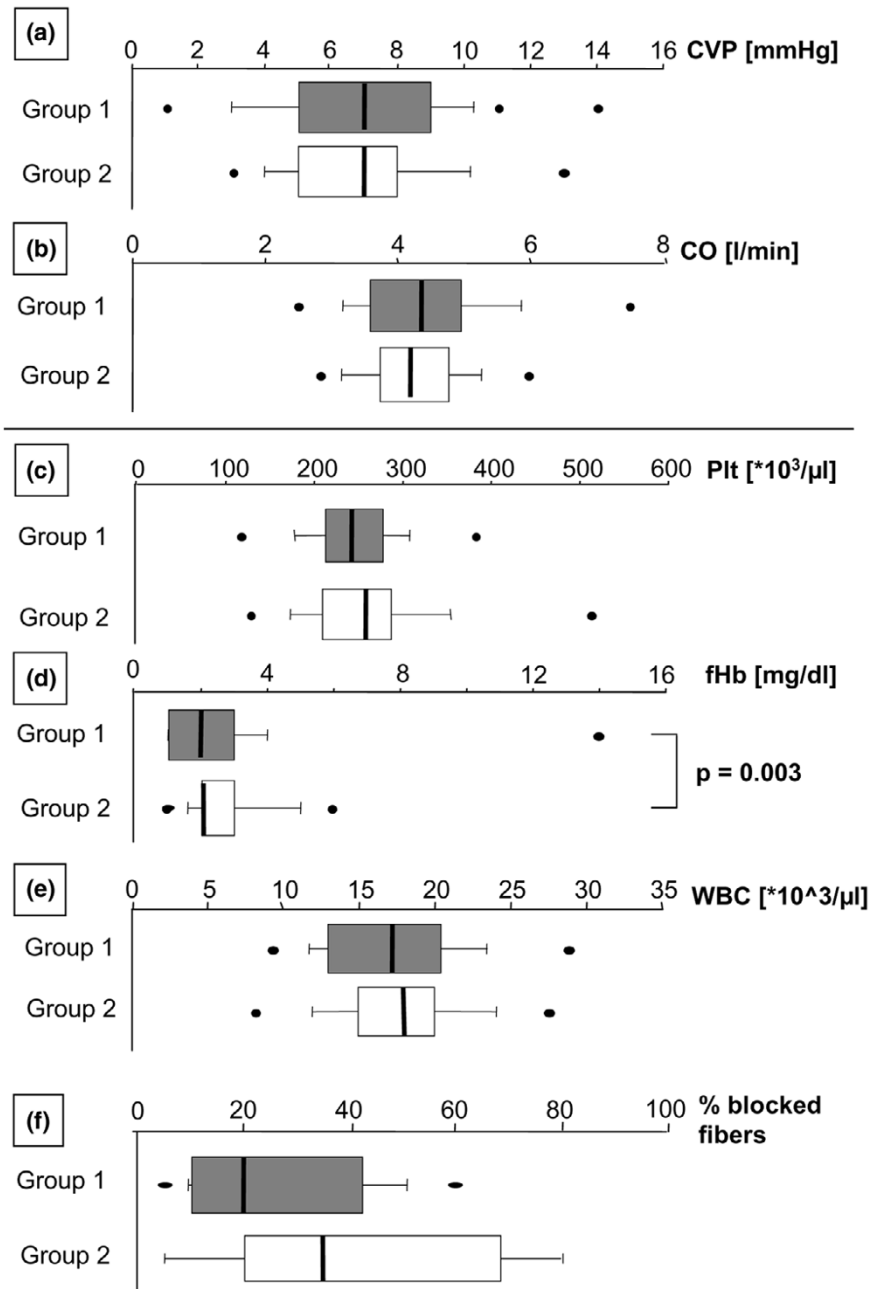 (a)
0 2 4 6 8 10 12 14 16 CVP [mmHg]
Group 1
Group 2
(b)
0 2 4 6 8 CO [l/min]
Group 1
Group 2
(c)
0 100 200 300 400 500 600 Plt [*10³/µl]
Group 1
Group 2
(d)
0 4 8 12 16 fHb [mg/dl]
Group 1
p = 0.003
Group 2
(e)
0 5 10 15 20 25 30 35 WBC [*10^3/µl]
Group 1
Group 2
(f)
0 20 40 60 80 100 % blocked
fibers
Group 1
Group 2